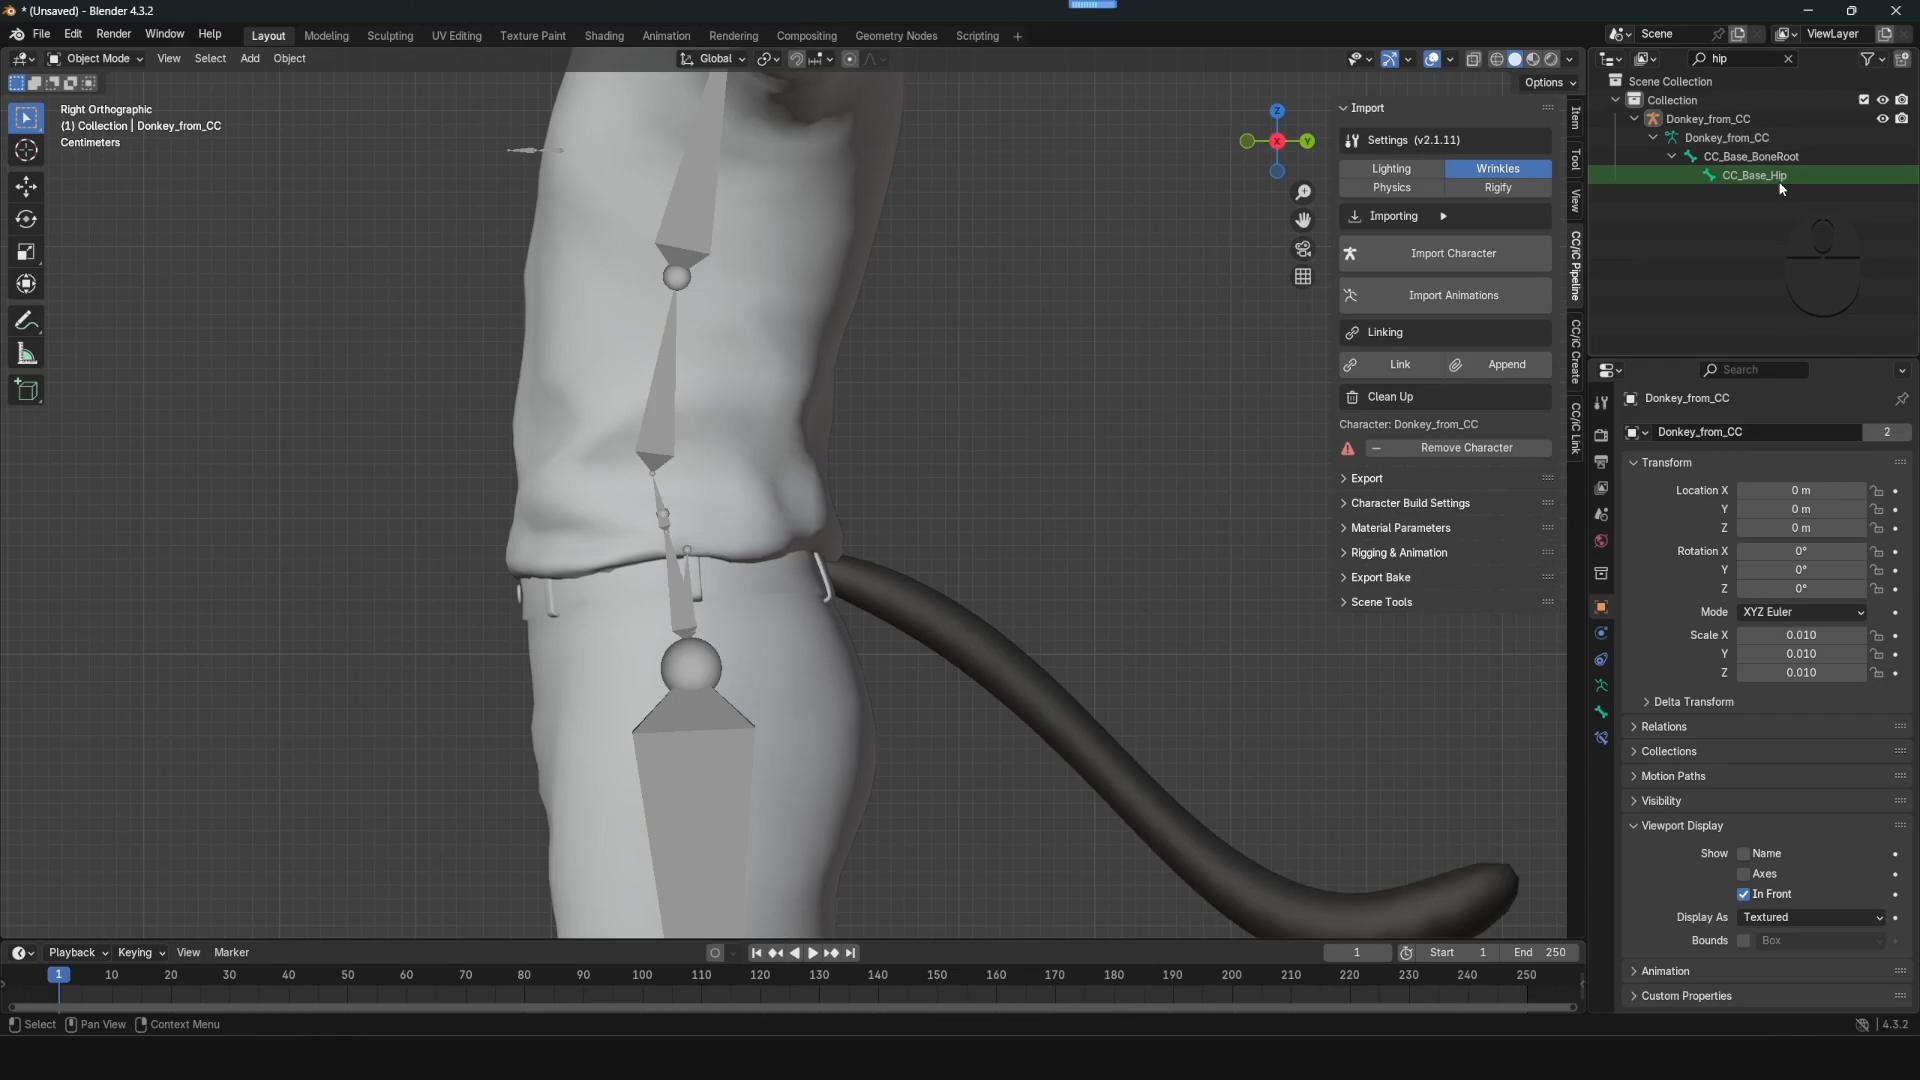 * (Unsaved) - Blender 4.3.2
File Edit Render Window Help Layout Modeling Sculpting UV Editing Texture Paint Shading Animation Rendering Compositing Geometry Nodes Scripting + Scene ViewLayer
Object Mode View Select Add Object Global hip
Options
Right Orthographic
(1) Collection | Donkey_from_CC
Centimeters
Z
Y
X
Import
Settings (v2.1.11)
Lighting Wrinkles
Physics Rigify
Importing
Import Character
Import Animations
Linking
Link Append
Clean Up
Character: Donkey_from_CC
Remove Character
Export
Character Build Settings
Material Parameters
Rigging & Animation
Export Bake
Scene Tools
Item
Tool
View
CC/iC Pipeline
CC/iC Create
CC/iC Link
Scene Collection
Collection
Donkey_from_CC
Donkey_from_CC
CC_Base_BoneRoot
CC_Base_Hip
Search
Donkey_from_CC
Donkey_from_CC 2
Transform
Location X 0 m
Y 0 m
Z 0 m
Rotation X 0°
Y 0°
Z 0°
Mode XYZ Euler
Scale X 0.010
Y 0.010
Z 0.010
Delta Transform
Relations
Collections
Motion Paths
Visibility
Viewport Display
Show Name
Axes
In Front
Display As Textured
Bounds Box
Animation
Custom Properties
Playback Keying View Marker 1 Start 1 End 250
1 10 20 30 40 50 60 70 80 90 100 110 120 130 140 150 160 170 180 190 200 210 220 230 240 250
Select Pan View Context Menu 4.3.2